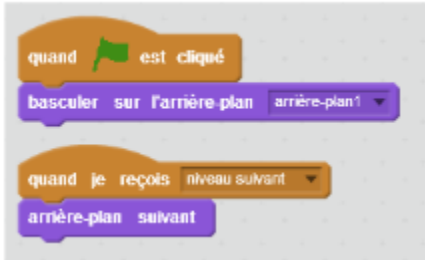 quand est cliqué
basculer sur l'arrière-plan arrière-plan1
quand je reçois niveau suivant
arrière-plan suivant